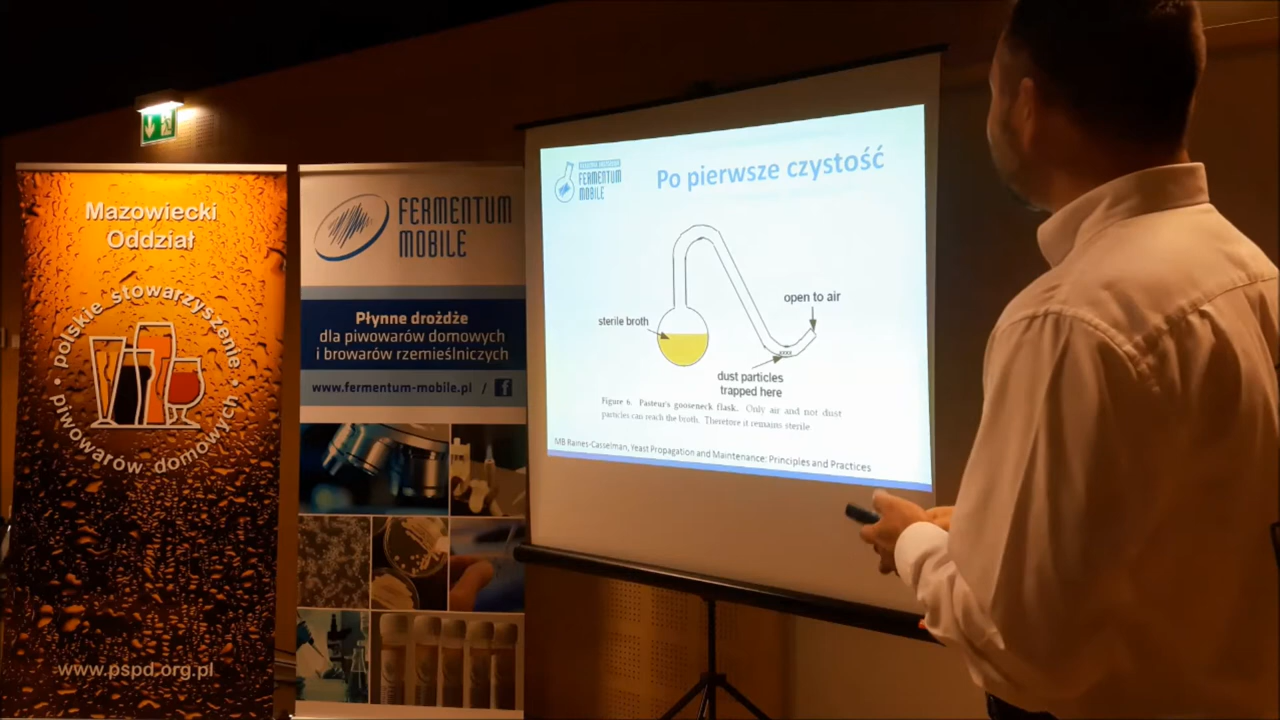 Mazowiecki
Oddział
polskie stowarzyszenie
piwowarów domowych
www.pspd.org.pl
FERMENTUM
MOBILE
Płynne drożdże
dla piwowarów domowych
i browarów rzemieślniczych
www.fermentum-mobile.pl / f
FERMENTUM
MOBILE
Po pierwsze czystość
open to air
sterile broth
xxxx
dust particles
trapped here
Figure 6. Pasteur's gooseneck flask. Only air and not dust
particles can reach the broth. Therefore it remains sterile.
MB Raines-Casselman, Yeast Propagation and Maintenance: Principles and Practices